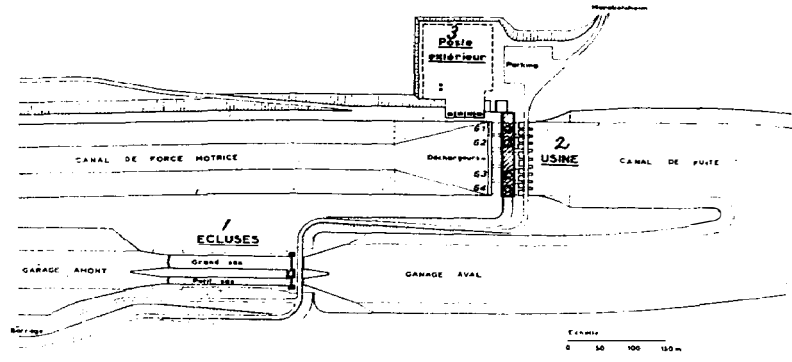 Marckolsheim
3
Poste
extérieur
Parking
G1
G2
2
USINE
CANAL DE FORCE MOTRICE
Déchargeurs
CANAL DE FUITE
G3
G4
1
ECLUSES
Grand sas
GARAGE AMONT
GARAGE AVAL
Petit sas
Barrage
Echelle
0 50 100 150 m